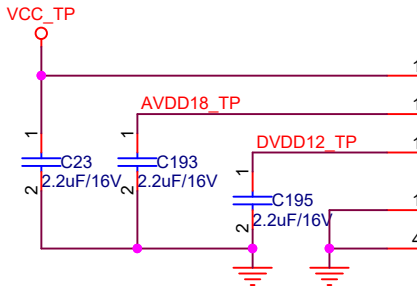 VCC_TP
1
AVDD18_TP
1
DVDD12_TP
1
1
1
1
C23
C193
2.2uF/16V
2.2uF/16V
2
2
C195
2.2uF/16V
2
1
4